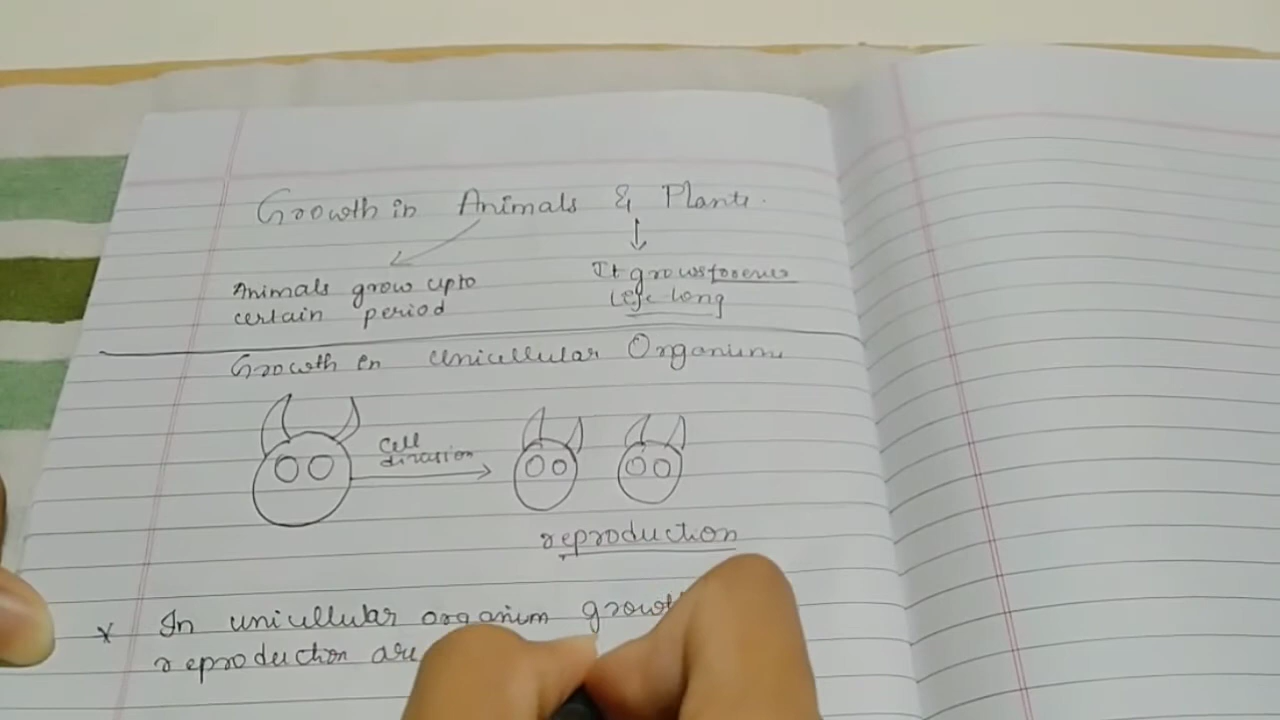 Growth in Animals & Plants.
Animals grow upto
certain period
It grows forever
Life long
Growth in Unicellular Organism
Cell
division
reproduction
* In unicellular organism growth
reproduction are